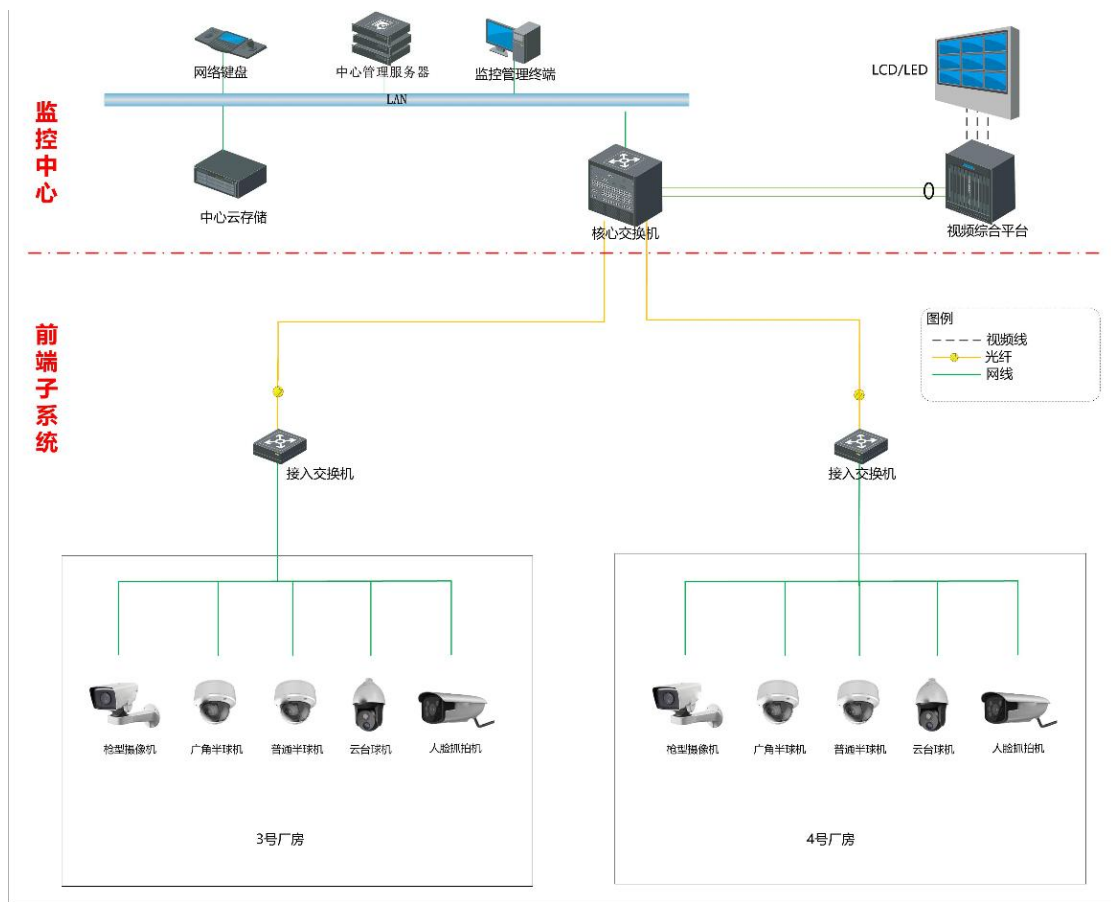 网络键盘
中心管理服务器
监控管理终端
LCD/LED
LAN
监控中心
中心云存储
核心交换机
视频综合平台
前端子系统
图例
视频线
光纤
网线
接入交换机
接入交换机
枪型摄像机
广角半球机
普通半球机
云台球机
人脸抓拍机
枪型摄像机
广角半球机
普通半球机
云台球机
人脸抓拍机
3号厂房
4号厂房